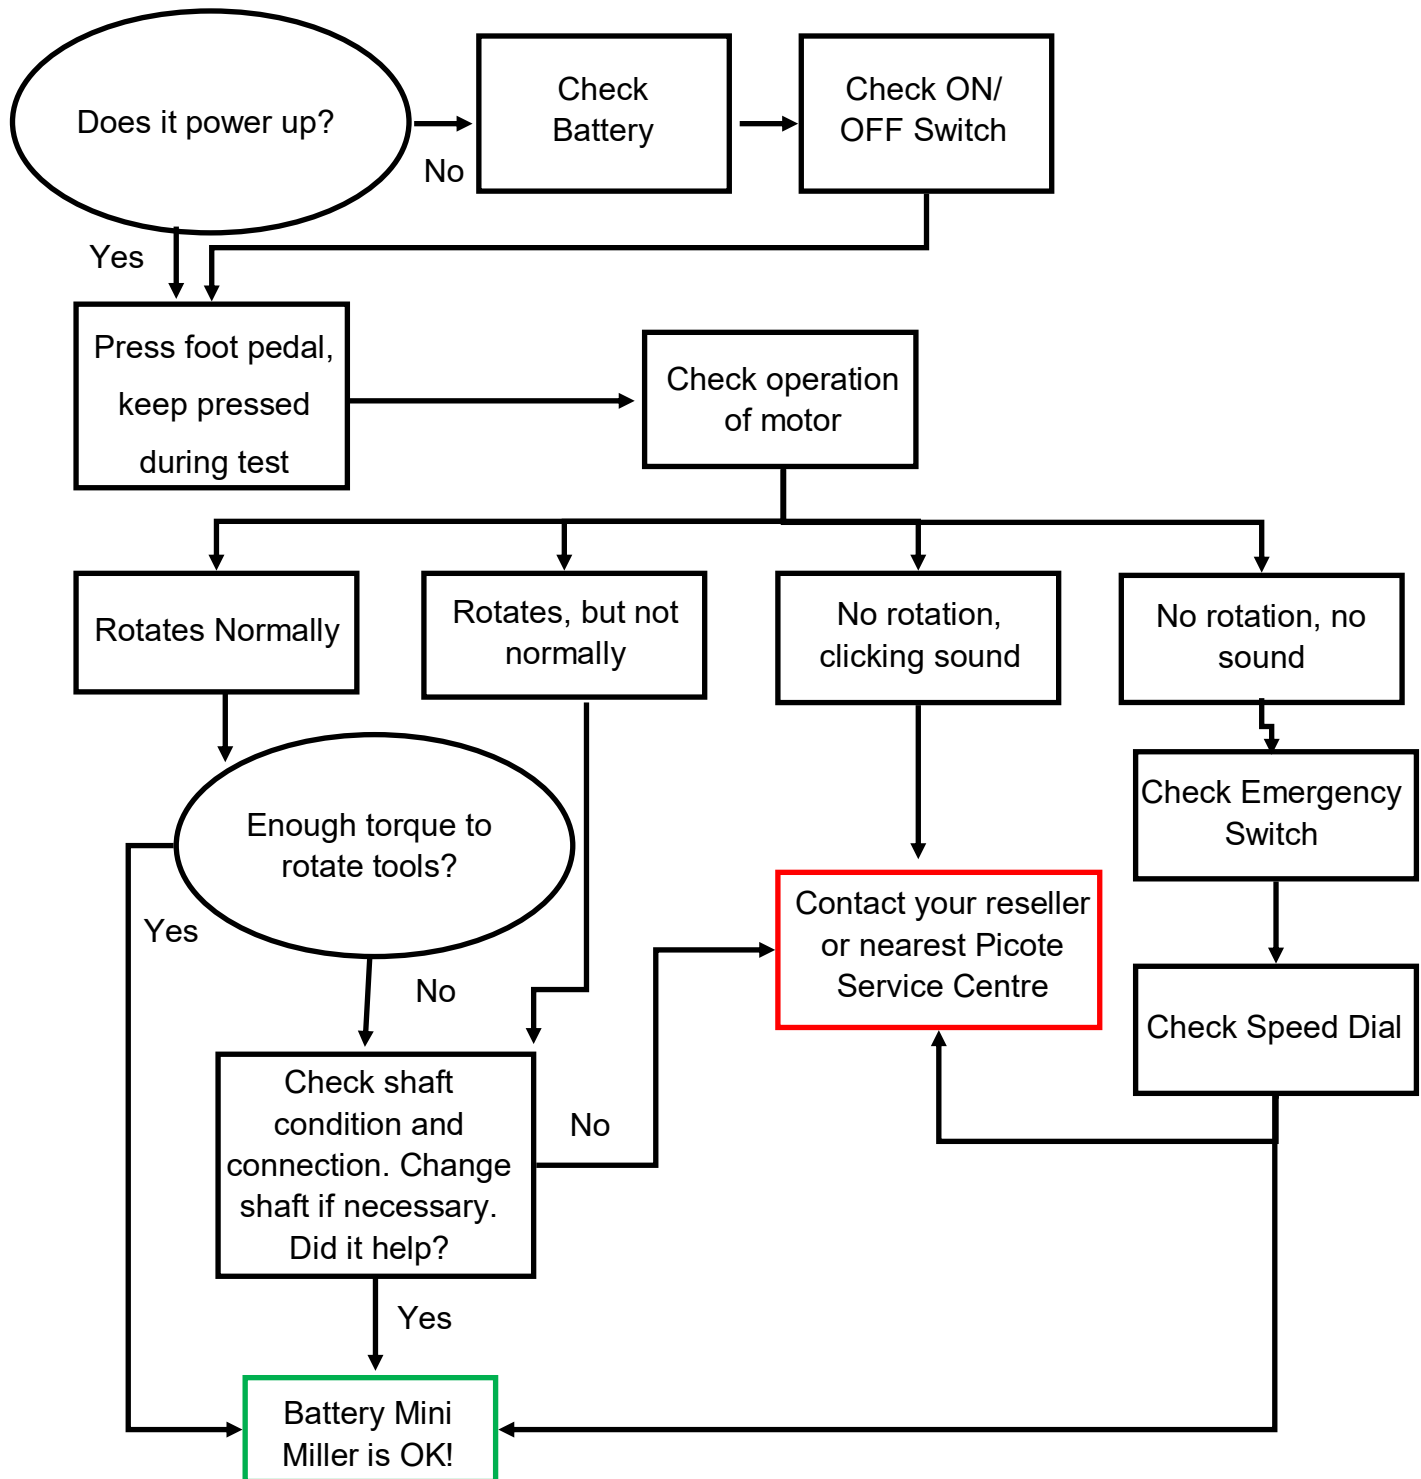 Does it power up?
No
Check
Battery
Check ON/
OFF Switch
Yes
Press foot pedal,
keep pressed
during test
Check operation
of motor
Rotates Normally
Rotates, but not
normally
No rotation,
clicking sound
No rotation, no
sound
Enough torque to
rotate tools?
Check Emergency
Switch
Yes
No
Contact your reseller
or nearest Picote
Service Centre
Check Speed Dial
Check shaft
condition and
connection. Change
shaft if necessary.
Did it help?
No
Yes
Battery Mini
Miller is OK!